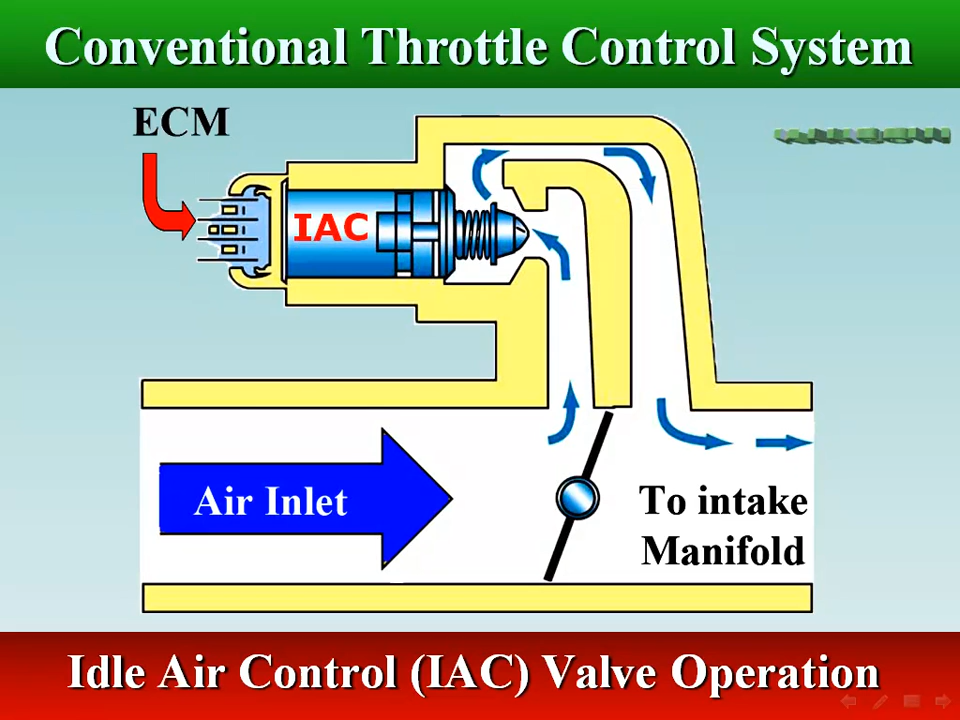 Conventional Throttle Control System
ECM
IAC
Air Inlet
To intake
Manifold
Idle Air Control (IAC) Valve Operation